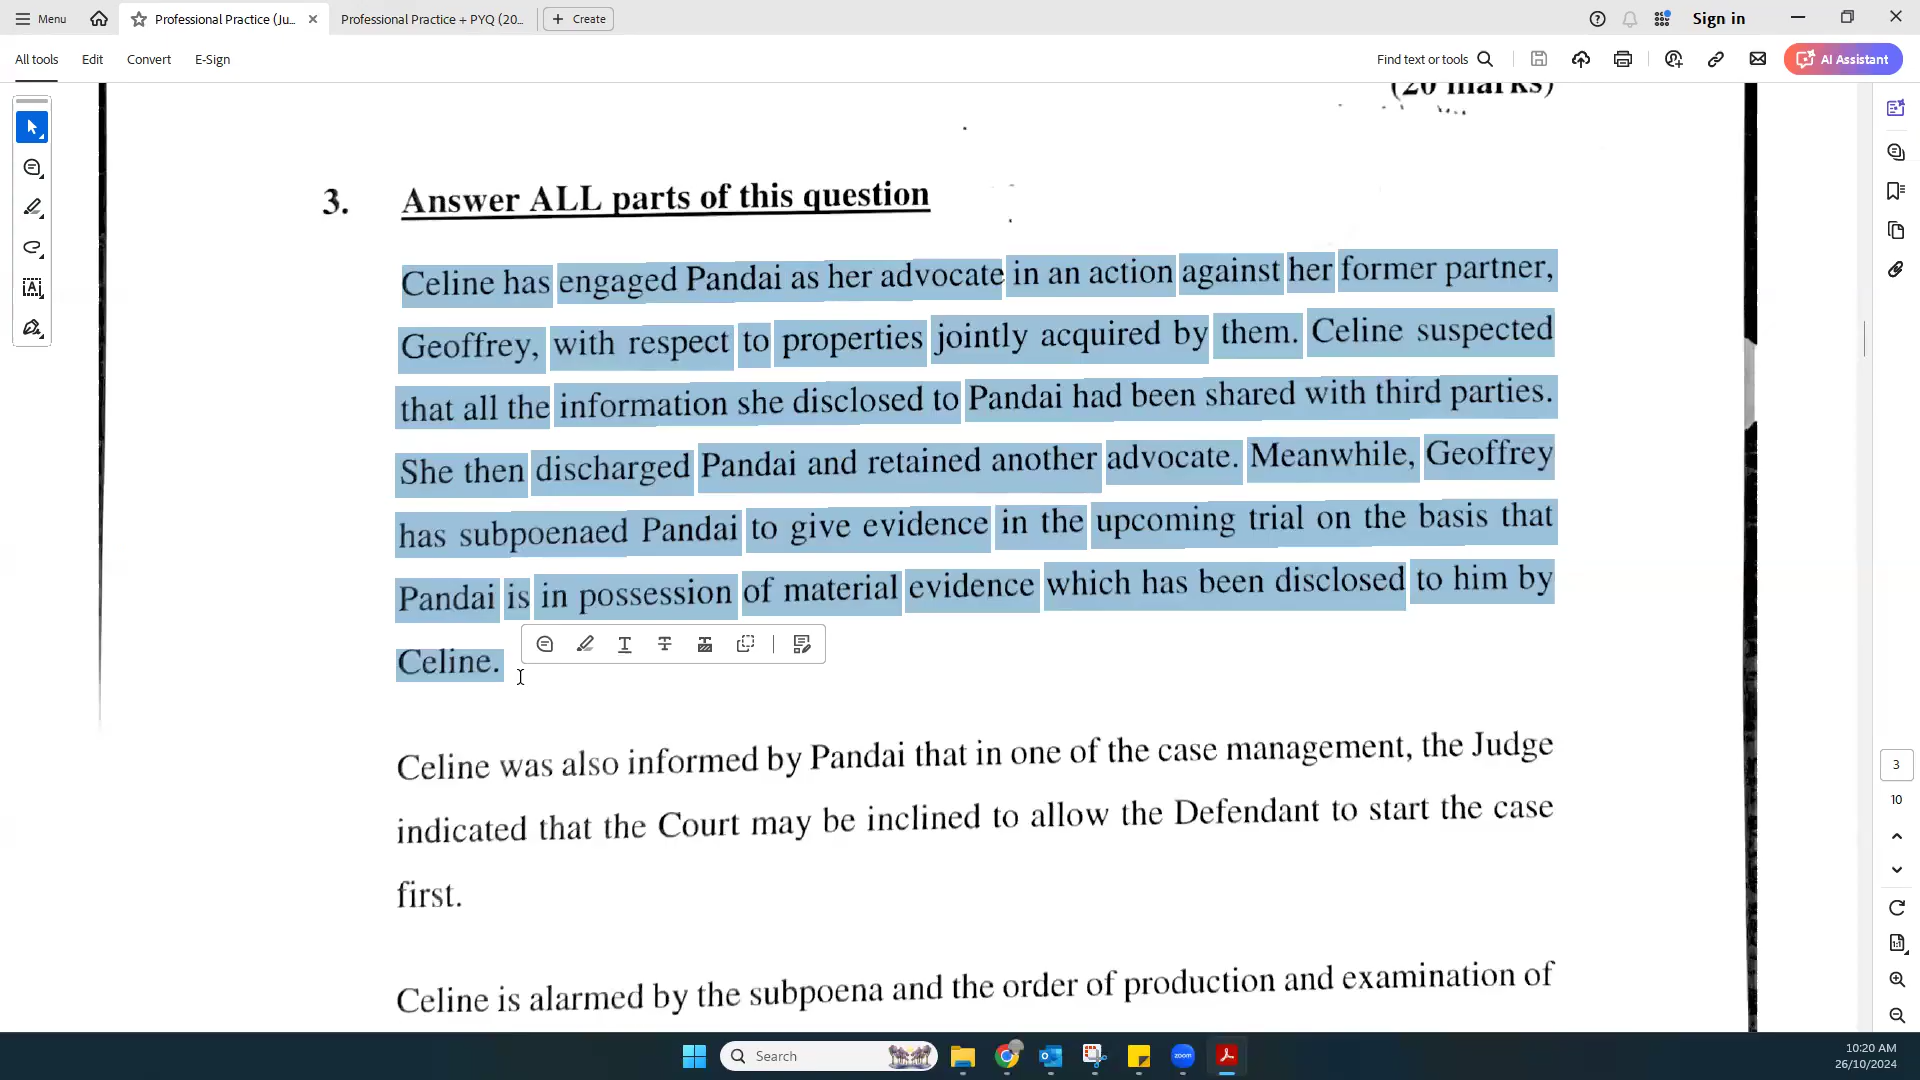 Menu
Professional Practice (Ju...
Professional Practice + PYQ (20...
Create
Sign in
All tools
Edit
Convert
E-Sign
Find text or tools
AI Assistant
(20 marks)
3. Answer ALL parts of this question
Celine has engaged Pandai as her advocate in an action against her former partner,
Geoffrey, with respect to properties jointly acquired by them. Celine suspected
that all the information she disclosed to Pandai had been shared with third parties.
She then discharged Pandai and retained another advocate. Meanwhile, Geoffrey
has subpoenaed Pandai to give evidence in the upcoming trial on the basis that
Pandai is in possession of material evidence which has been disclosed to him by
Celine.
Celine was also informed by Pandai that in one of the case management, the Judge
indicated that the Court may be inclined to allow the Defendant to start the case
first.
Celine is alarmed by the subpoena and the order of production and examination of
3
10
Search
zoom
10:20 AM
26/10/2024